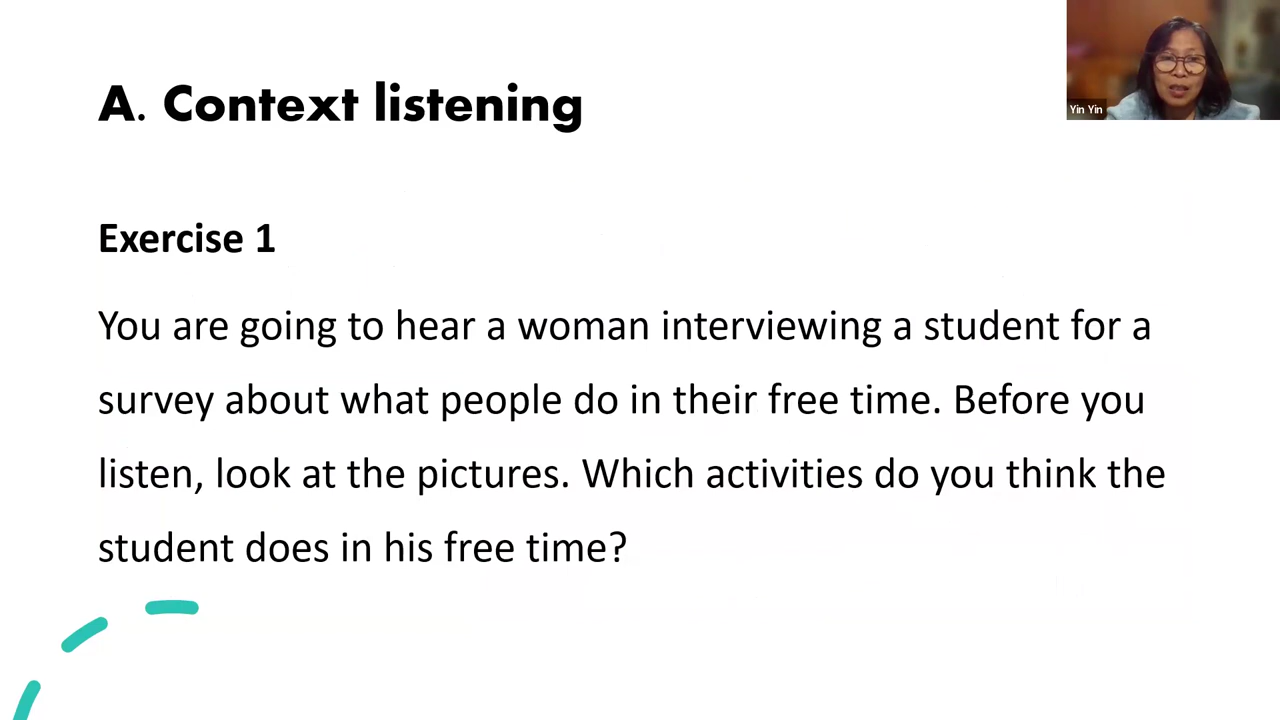 A. Context listening
Yin Yin
Exercise 1
You are going to hear a woman interviewing a student for a
survey about what people do in their free time. Before you
listen, look at the pictures. Which activities do you think the
student does in his free time?